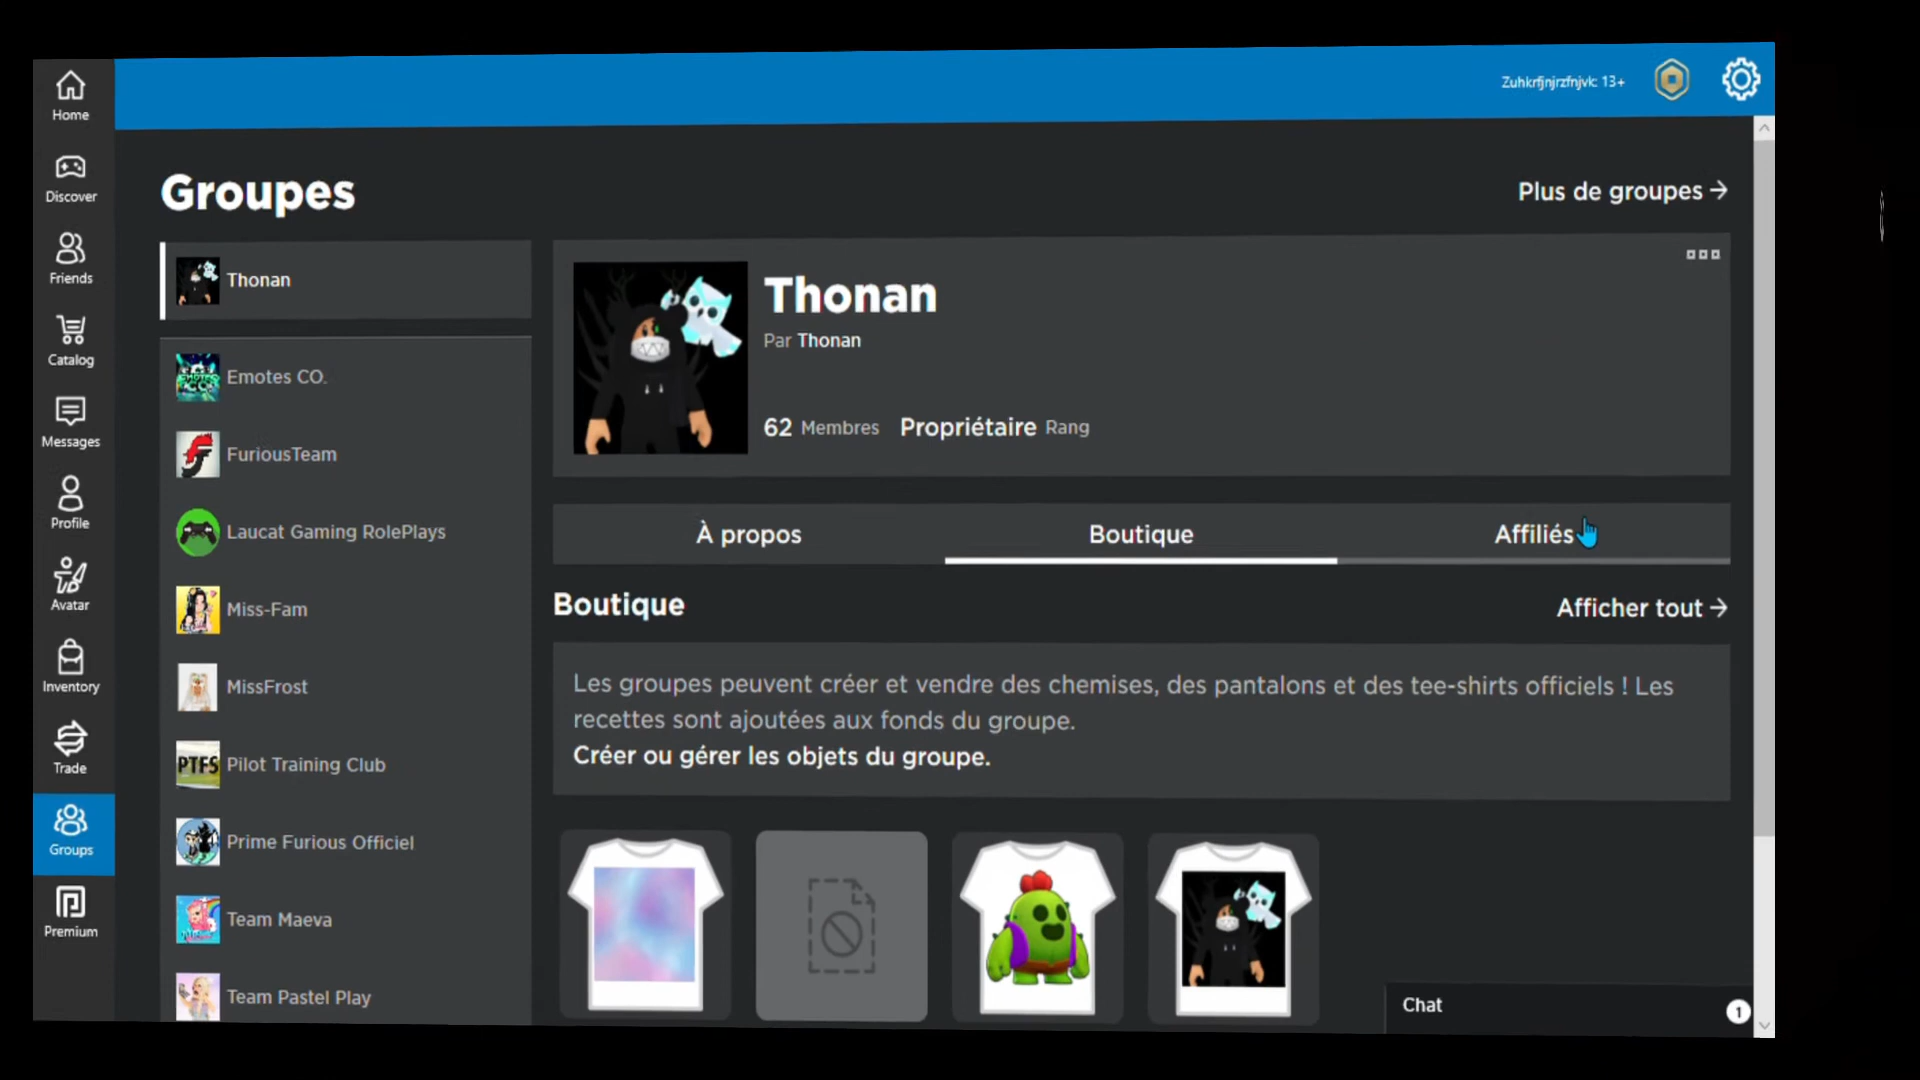 Zuhkrfjnjrzfnjvk: 13+
Home
Discover
Friends
Catalog
Messages
Profile
Avatar
Inventory
Trade
Groups
Premium
Groupes
Plus de groupes
Thonan
Emotes CO.
FuriousTeam
Laucat Gaming RolePlays
Miss-Fam
MissFrost
PTFS
Pilot Training Club
Prime Furious Officiel
Team Maeva
Team Pastel Play
Thonan
Par Thonan
62 Membres Propriétaire Rang
À propos
Boutique
Affiliés
Boutique
Afficher tout
Les groupes peuvent créer et vendre des chemises, des pantalons et des tee-shirts officiels ! Les
recettes sont ajoutées aux fonds du groupe.
Créer ou gérer les objets du groupe.
Chat
1